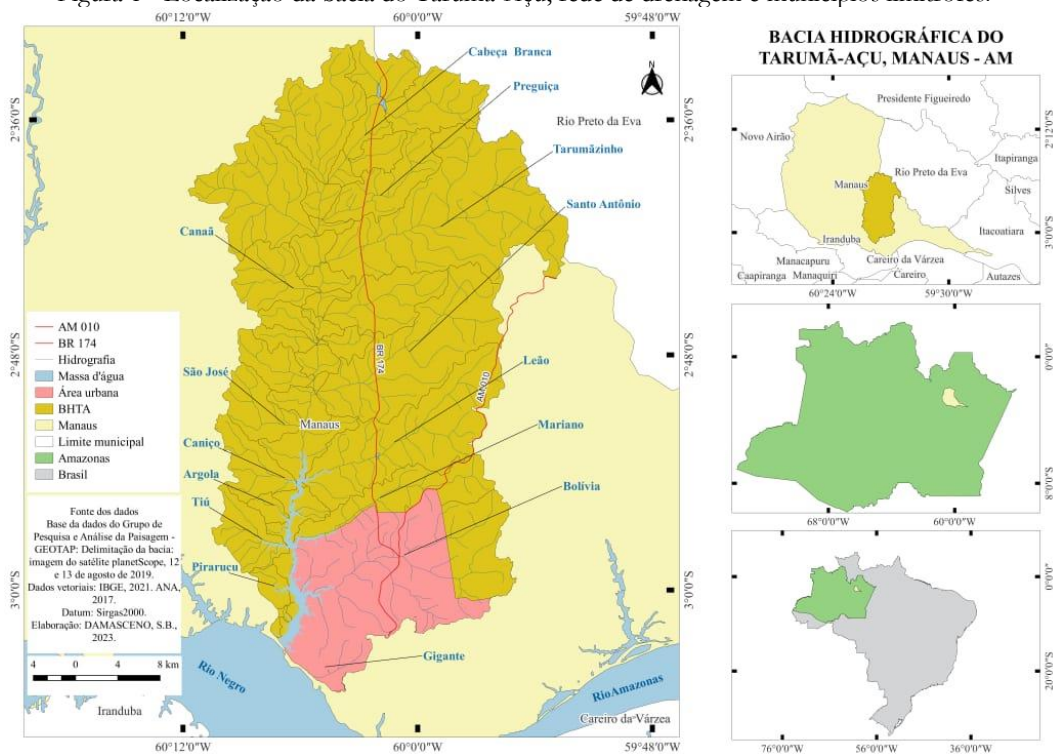 Figura 1 - Localização da bacia do Tarumã-Açu, rede de drenagem e municípios limítrofes.
60°12'0"W
60°0'0"W
59°48'0"W
2°36'0"S
2°48'0"S
3°0'0"S
2°36'0"S
2°48'0"S
3°0'0"S
60°12'0"W
60°0'0"W
59°48'0"W
N
Cabeça Branca
Preguiça
Rio Preto da Eva
Tarumãzinho
Santo Antônio
Canaã
BR 174
AM 010
Leão
São José
Manaus
Mariano
Caniço
Argola
Bolívia
Tiú
Pirarucu
Gigante
Rio Negro
RioAmazonas
Iranduba
Careiro da Várzea
AM 010
BR 174
Hidrografia
Massa d'água
Área urbana
BHTA
Manaus
Limite municipal
Amazonas
Brasil
Fonte dos dados
Base da dados do Grupo de
Pesquisa e Análise da Paisagem -
GEOTAP: Delimitação da bacia:
imagem do satélite planetScope, 12
e 13 de agosto de 2019.
Dados vetoriais: IBGE, 2021. ANA,
2017.
Datum: Sirgas2000.
Elaboração: DAMASCENO, S.B.,
2023.
4 0 4 8 km
BACIA HIDROGRÁFICA DO
TARUMÃ-AÇU, MANAUS - AM
Presidente Figueiredo
Novo Airão
Itapiranga
Rio Preto da Eva
Manaus
Silves
Itacoatiara
Iranduba
Manacapuru
Careiro da Várzea
Caapiranga
Manaquiri
Careiro
Autazes
2°12'0"S
3°0'0"S
60°24'0"W
59°30'0"W
0°0'0"
8°0'0"S
68°0'0"W
60°0'0"W
0°0'0"S
20°0'0"S
76°0'0"W
56°0'0"W
36°0'0"W